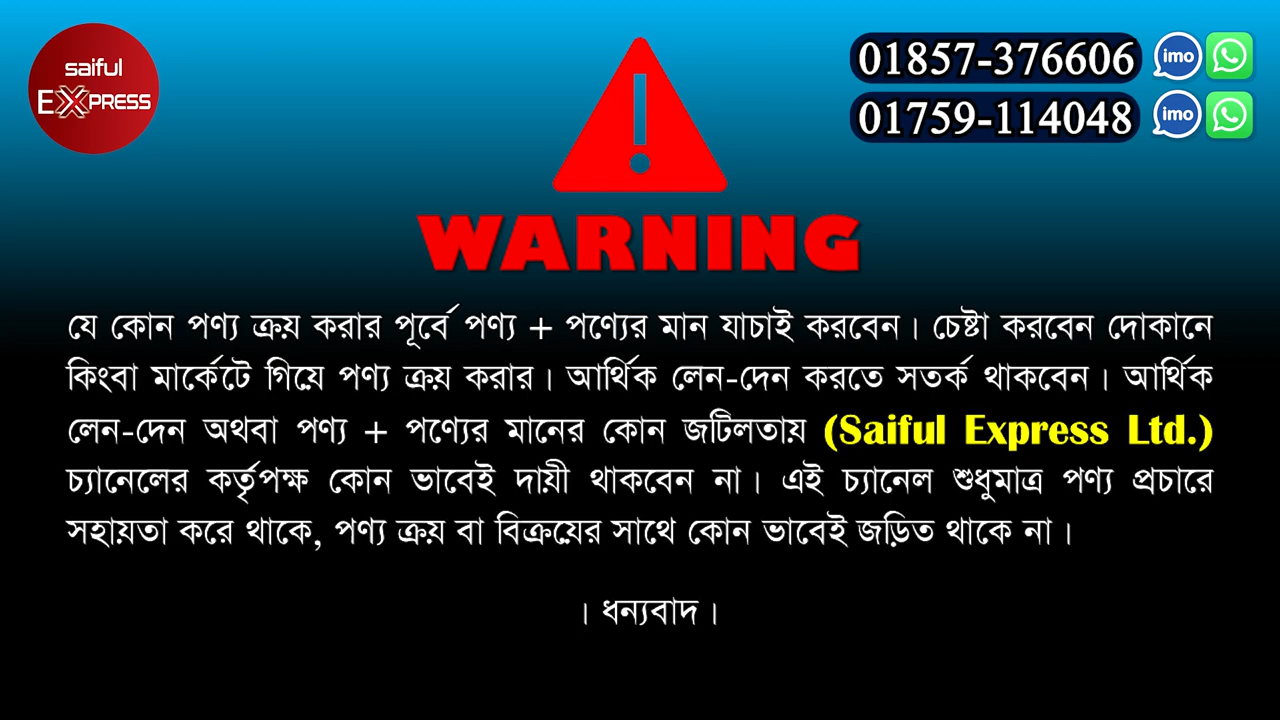 saiful
EXPRESS
01857-376606 imo
01759-114048 imo
WARNING
যে কোন পণ্য ক্রয় করার পূর্বে পণ্য + পণ্যের মান যাচাই করবেন। চেষ্টা করবেন দোকানে
কিংবা মার্কেটে গিয়ে পণ্য ক্রয় করার। আর্থিক লেন-দেন করতে সতর্ক থাকবেন। আর্থিক
লেন-দেন অথবা পণ্য + পণ্যের মানের কোন জটিলতায় (Saiful Express Ltd.)
চ্যানেলের কর্তৃপক্ষ কোন ভাবেই দায়ী থাকবেন না। এই চ্যানেল শুধুমাত্র পণ্য প্রচারে
সহায়তা করে থাকে, পণ্য ক্রয় বা বিক্রয়ের সাথে কোন ভাবেই জড়িত থাকে না।
। ধন্যবাদ।